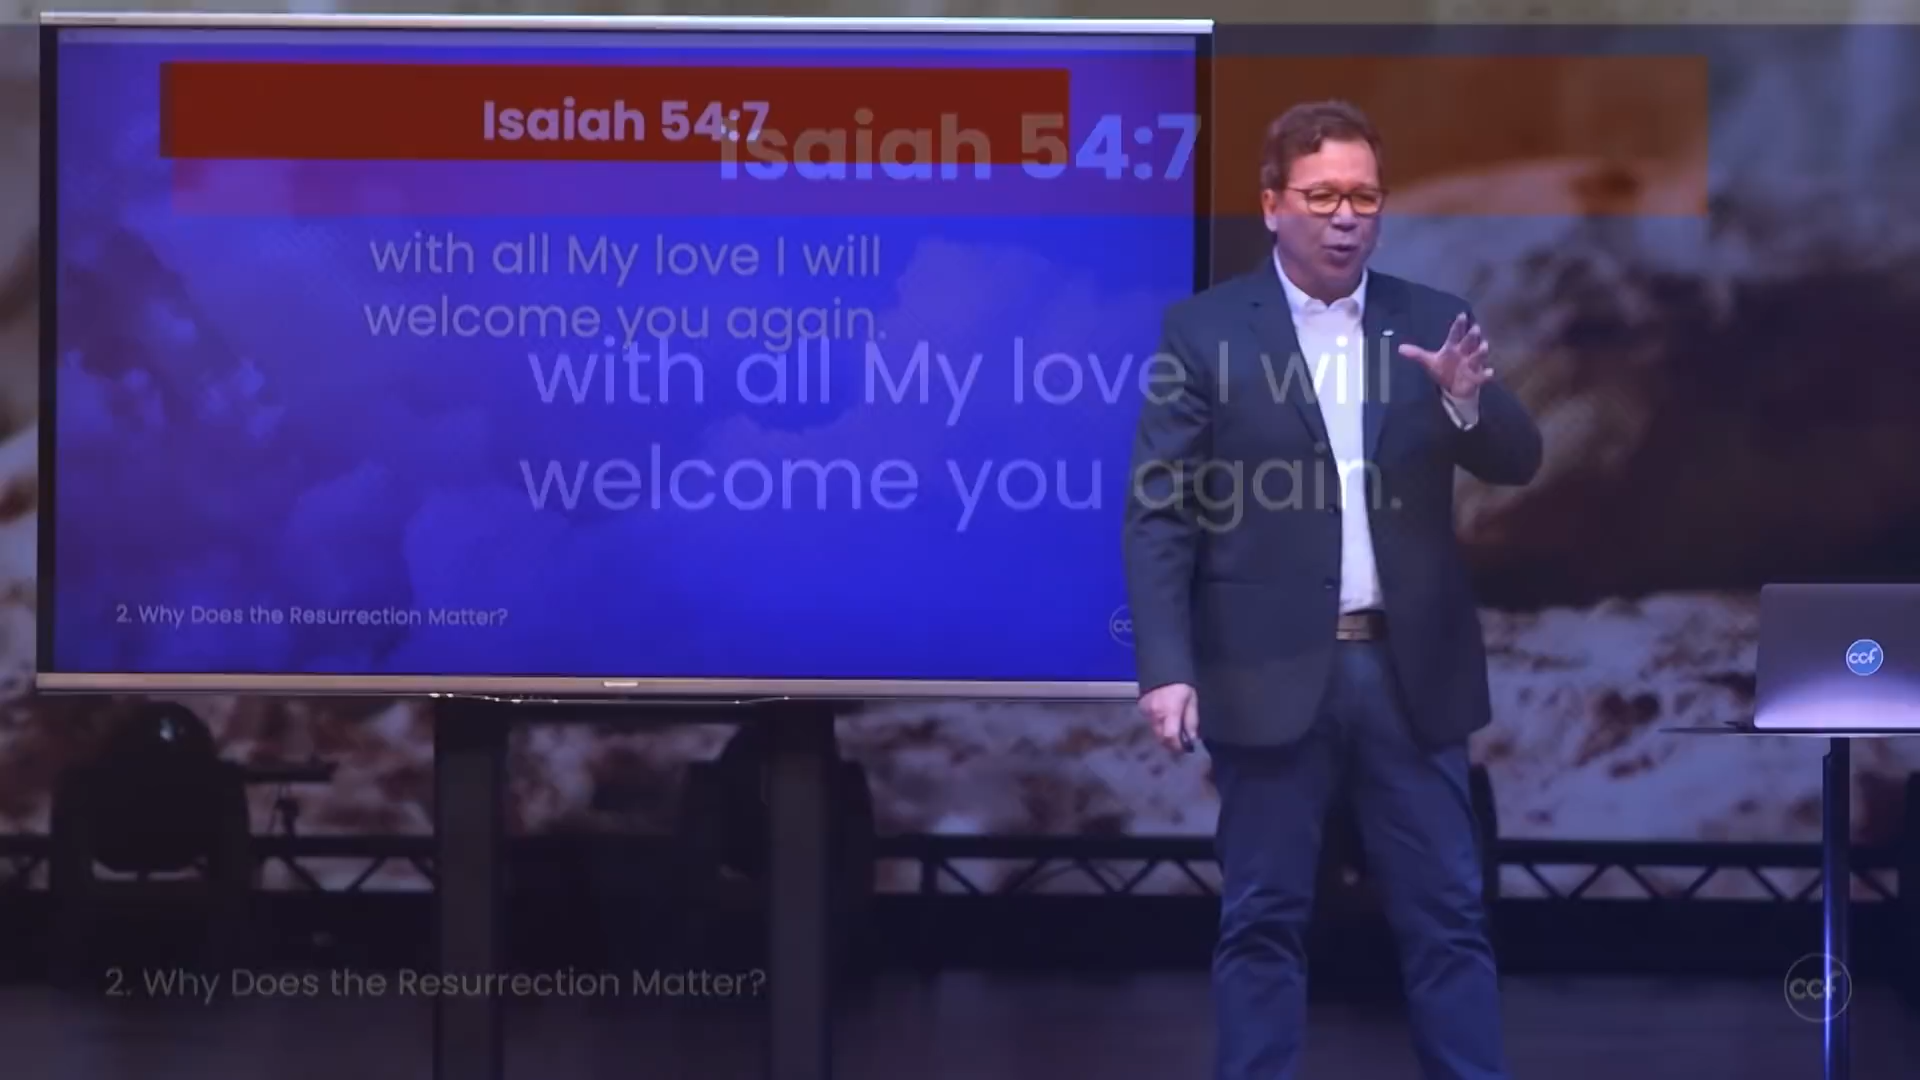 Isaiah 54:7
with all My love I will
welcome you again.
2. Why Does the Resurrection Matter?
Isaiah 54:7
with all My love I will
welcome you again.
2. Why Does the Resurrection Matter?
ccf
ccf